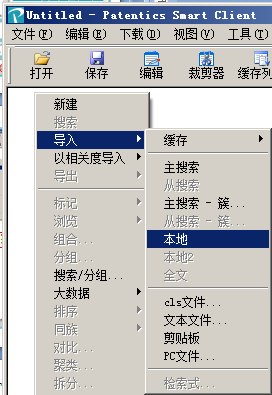 Untitled - Patentics Smart Client
文件(F) 编辑(E) 下载(D) 视图(V) 工具(T)
打开 保存 编辑 裁剪器 缓存列
新建
搜索
导入
以相关度导入
导出
标记
浏览
组合...
分组...
搜索/分组...
大数据
排序
同族
对比...
聚类...
拆分...
缓存
主搜索
从搜索
主搜索 - 簇...
从搜索 - 簇...
本地
本地2
全文
cls文件...
文本文件...
剪贴板
PC文件...
检索式...